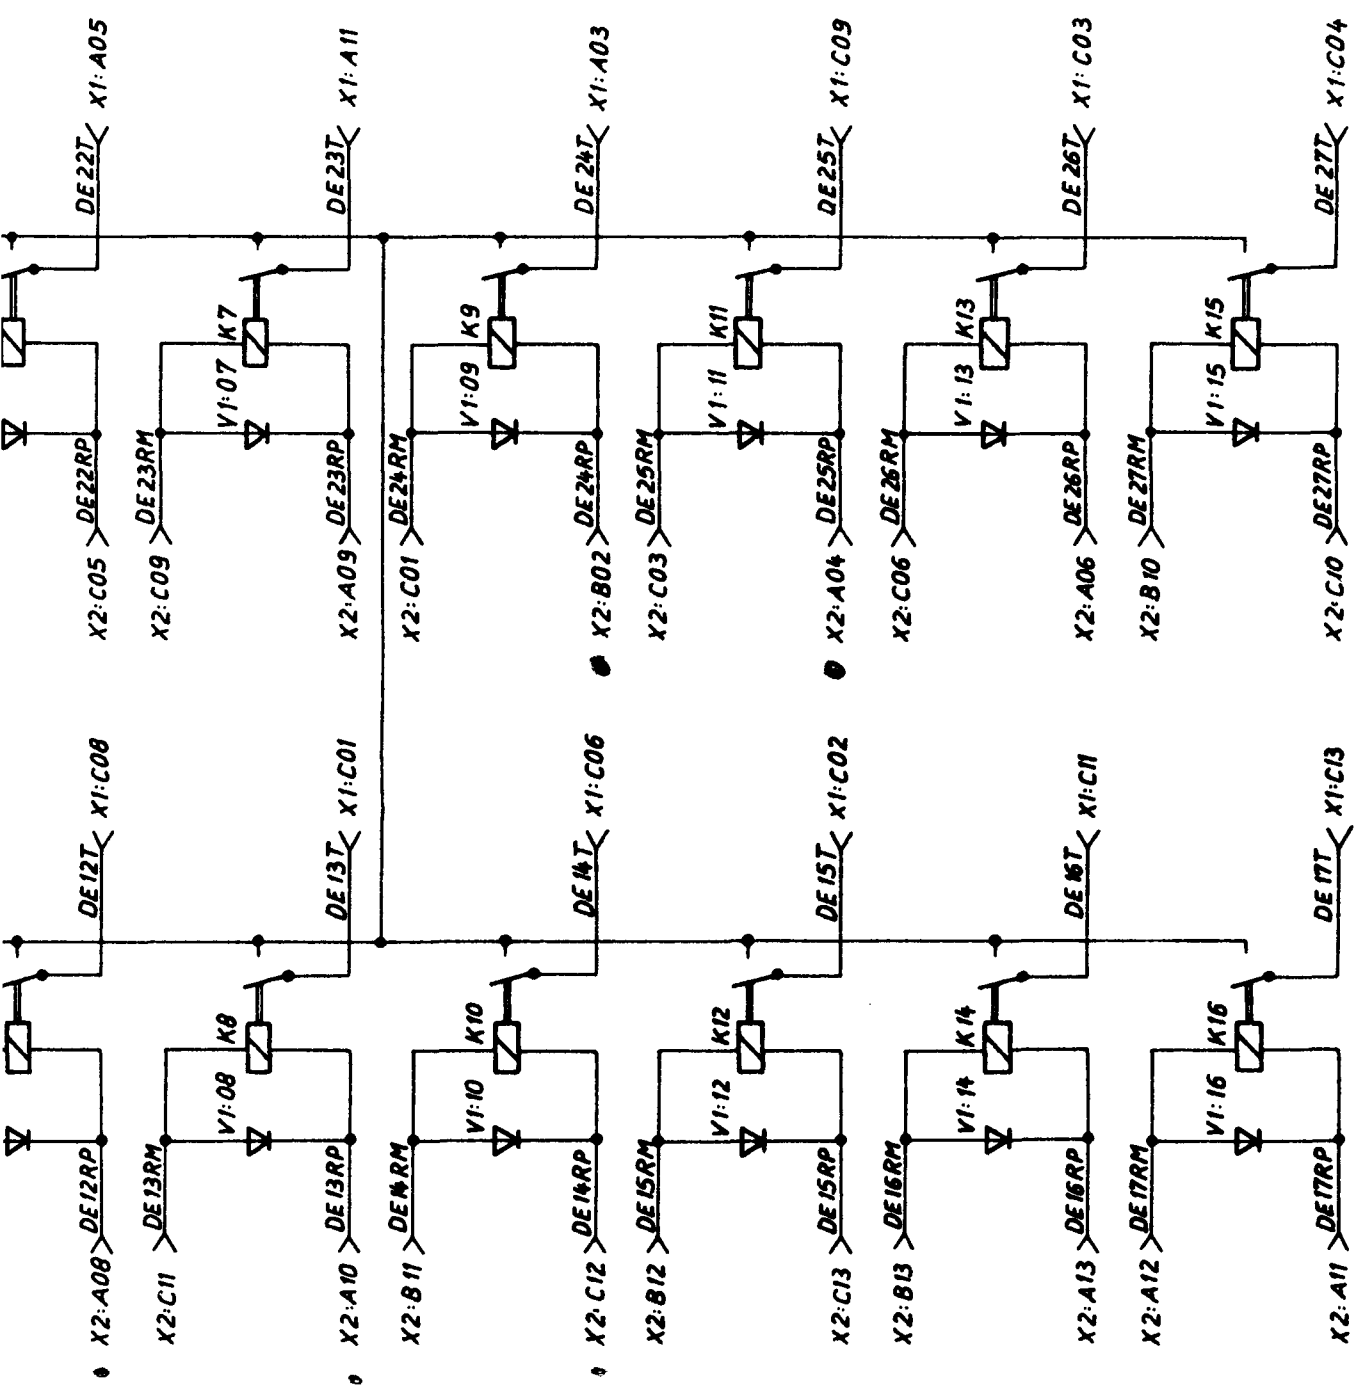 X1:A05
DE22T
DE22RP
X2:C05
X1:A11
DE23T
K7
V1:07
DE23RM
X2:C09
DE23RP
X2:A09
X1:A03
DE24T
K9
V1:09
DE24RM
X2:C01
DE24RP
X2:B02
X1:C09
DE25T
K11
V1:11
DE25RM
X2:C03
DE25RP
X2:A04
X1:C03
DE26T
K13
V1:13
DE26RM
X2:C06
DE26RP
X2:A06
X1:C04
DE27T
K15
V1:15
DE27RM
X2:B10
DE27RP
X2:C10
X1:C08
DE12T
DE12RP
X2:A08
X1:C01
DE13T
K8
V1:08
DE13RM
X2:C11
DE13RP
X2:A10
X1:C06
DE14T
K10
V1:10
DE14RM
X2:B11
DE14RP
X2:C12
X1:C02
DE15T
K12
V1:12
DE15RM
X2:B12
DE15RP
X2:C13
X1:C11
DE16T
K14
V1:14
DE16RM
X2:B13
DE16RP
X2:A13
X1:C13
DE17T
K16
V1:16
DE17RM
X2:A12
DE17RP
X2:A11